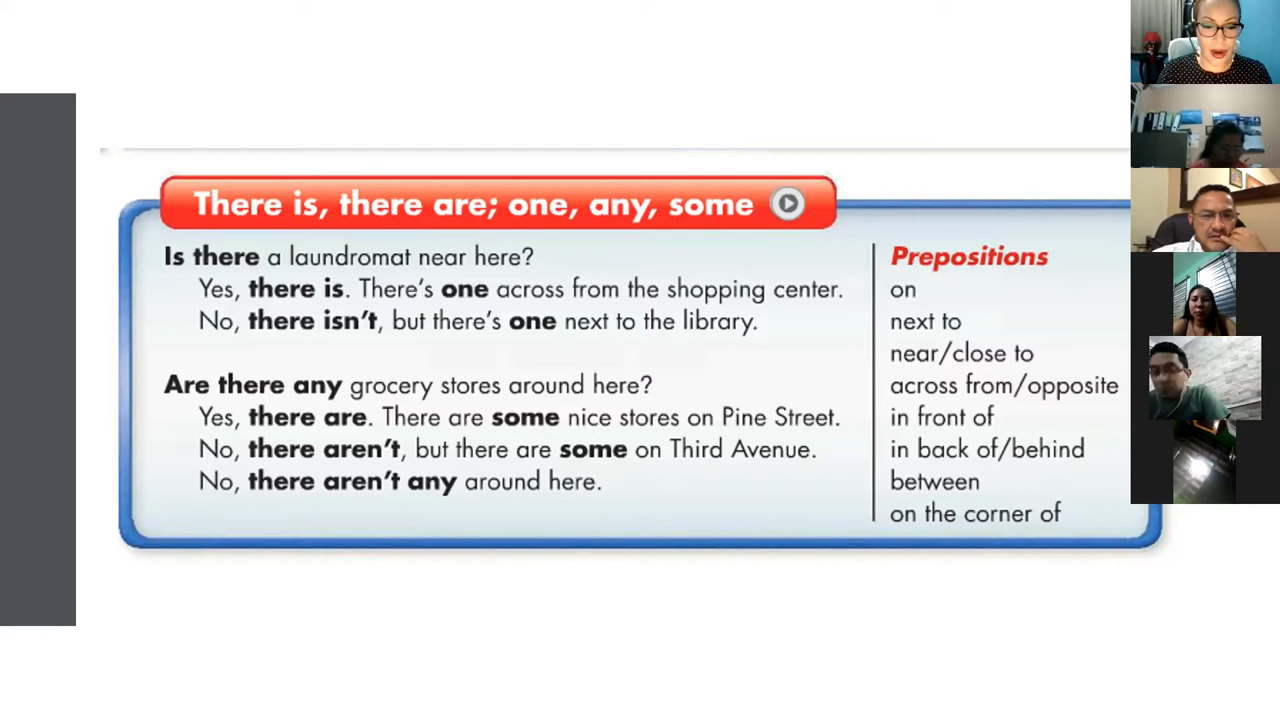 There is, there are; one, any, some
Is there a laundromat near here?
Yes, there is. There's one across from the shopping center.
No, there isn't, but there's one next to the library.
Are there any grocery stores around here?
Yes, there are. There are some nice stores on Pine Street.
No, there aren't, but there are some on Third Avenue.
No, there aren't any around here.
Prepositions
on
next to
near/close to
across from/opposite
in front of
in back of/behind
between
on the corner of